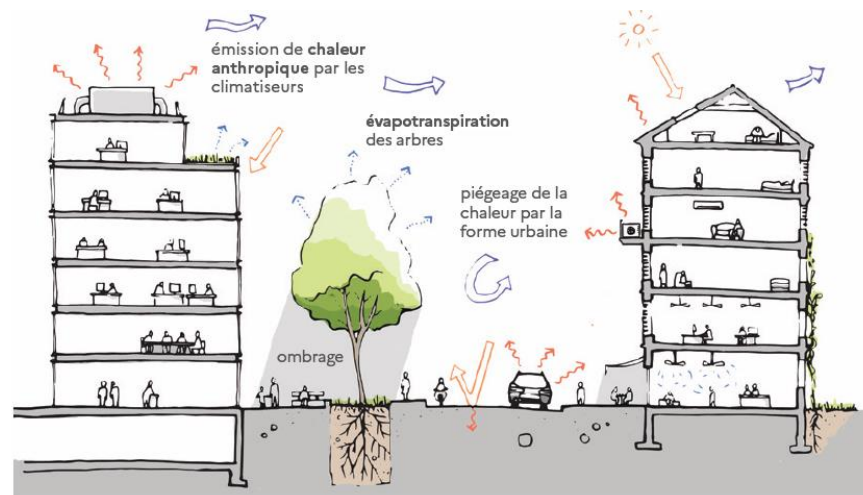 émission de chaleur
anthropique par les
climatiseurs
évapotranspiration
des arbres
piégeage de la
chaleur par la
forme urbaine
ombrage